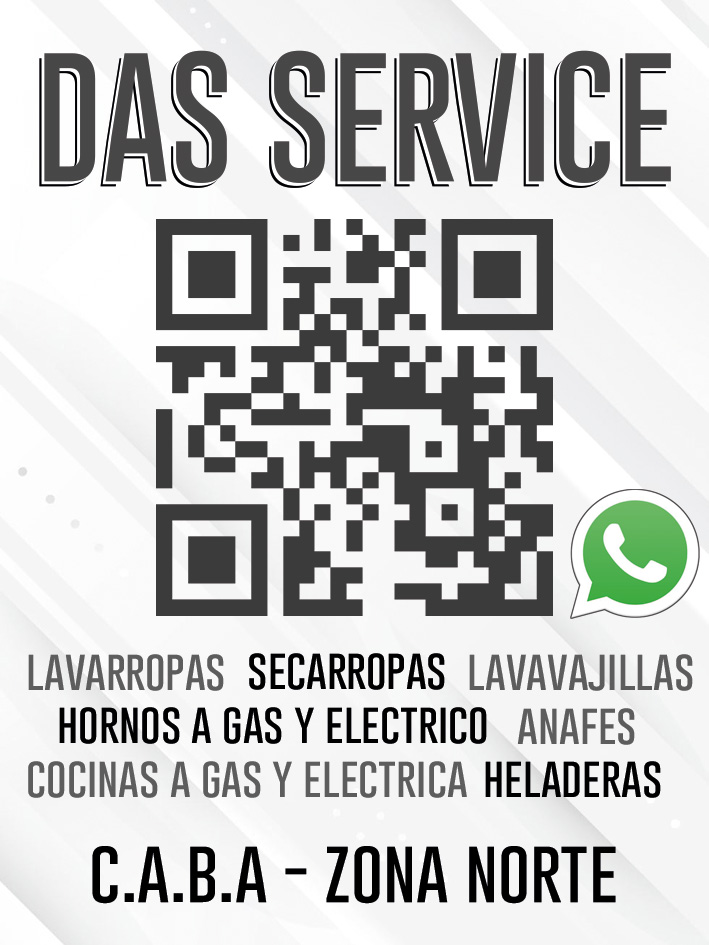 DAS SERVICE
LAVARROPAS SECARROPAS LAVAVAJILLAS
HORNOS A GAS Y ELECTRICO ANAFES
COCINAS A GAS Y ELECTRICA HELADERAS
C.A.B.A - ZONA NORTE